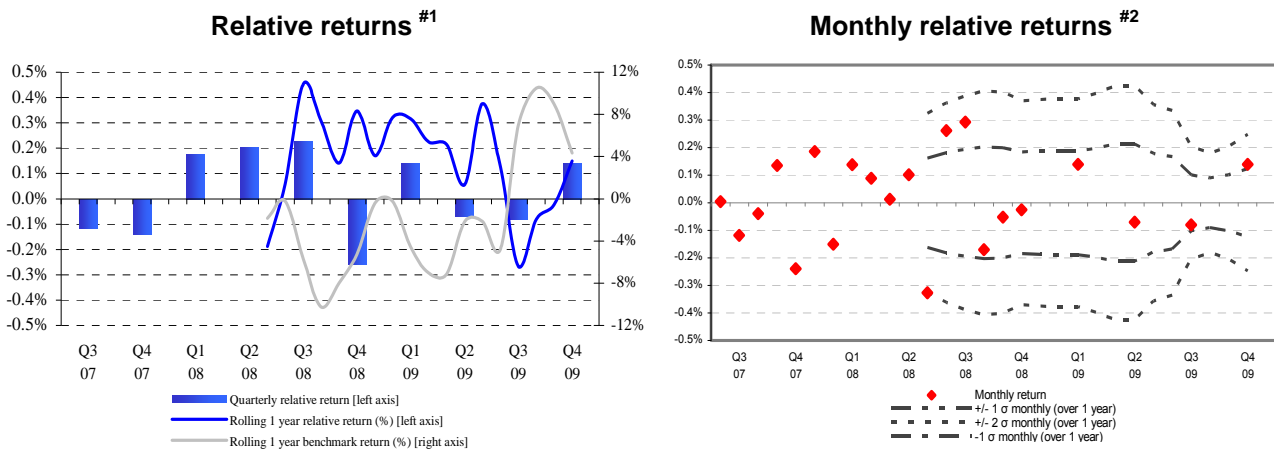 Relative returns #1
0.5%
0.4%
0.3%
0.2%
0.1%
0.0%
-0.1%
-0.2%
-0.3%
-0.4%
-0.5%
12%
8%
4%
0%
-4%
-8%
-12%
Q3 Q4 Q1 Q2 Q3 Q4 Q1 Q2 Q3 Q4
07 07 08 08 08 08 09 09 09 09
Quarterly relative return [left axis]
Rolling 1 year relative return (%) [left axis]
Rolling 1 year benchmark return (%) [right axis]
Monthly relative returns #2
0.5%
0.4%
0.3%
0.2%
0.1%
0.0%
-0.1%
-0.2%
-0.3%
-0.4%
-0.5%
Q3 Q4 Q1 Q2 Q3 Q4 Q1 Q2 Q3 Q4
07 07 08 08 08 08 09 09 09 09
Monthly return
+/- 1 σ monthly (over 1 year)
+/- 2 σ monthly (over 1 year)
-1 σ monthly (over 1 year)